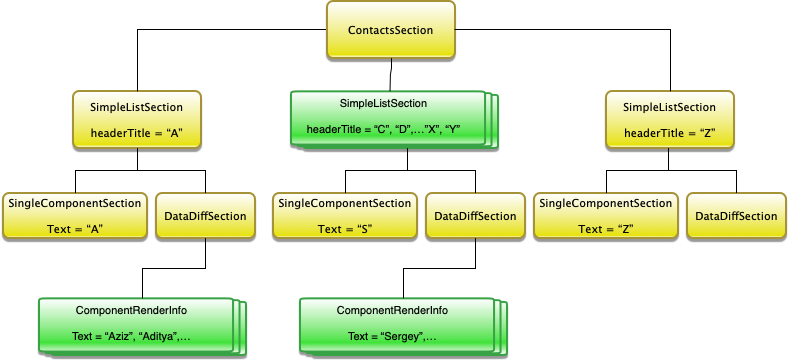 ContactsSection
SimpleListSection
headerTitle = “A”
SimpleListSection
headerTitle = “C”, “D”,…”X”, “Y”
SimpleListSection
headerTitle = “Z”
SingleComponentSection
Text = “A”
DataDiffSection
SingleComponentSection
Text = “S”
DataDiffSection
SingleComponentSection
Text = “Z”
DataDiffSection
ComponentRenderInfo
Text = “Aziz”, “Aditya”,…
ComponentRenderInfo
Text = “Sergey”,…